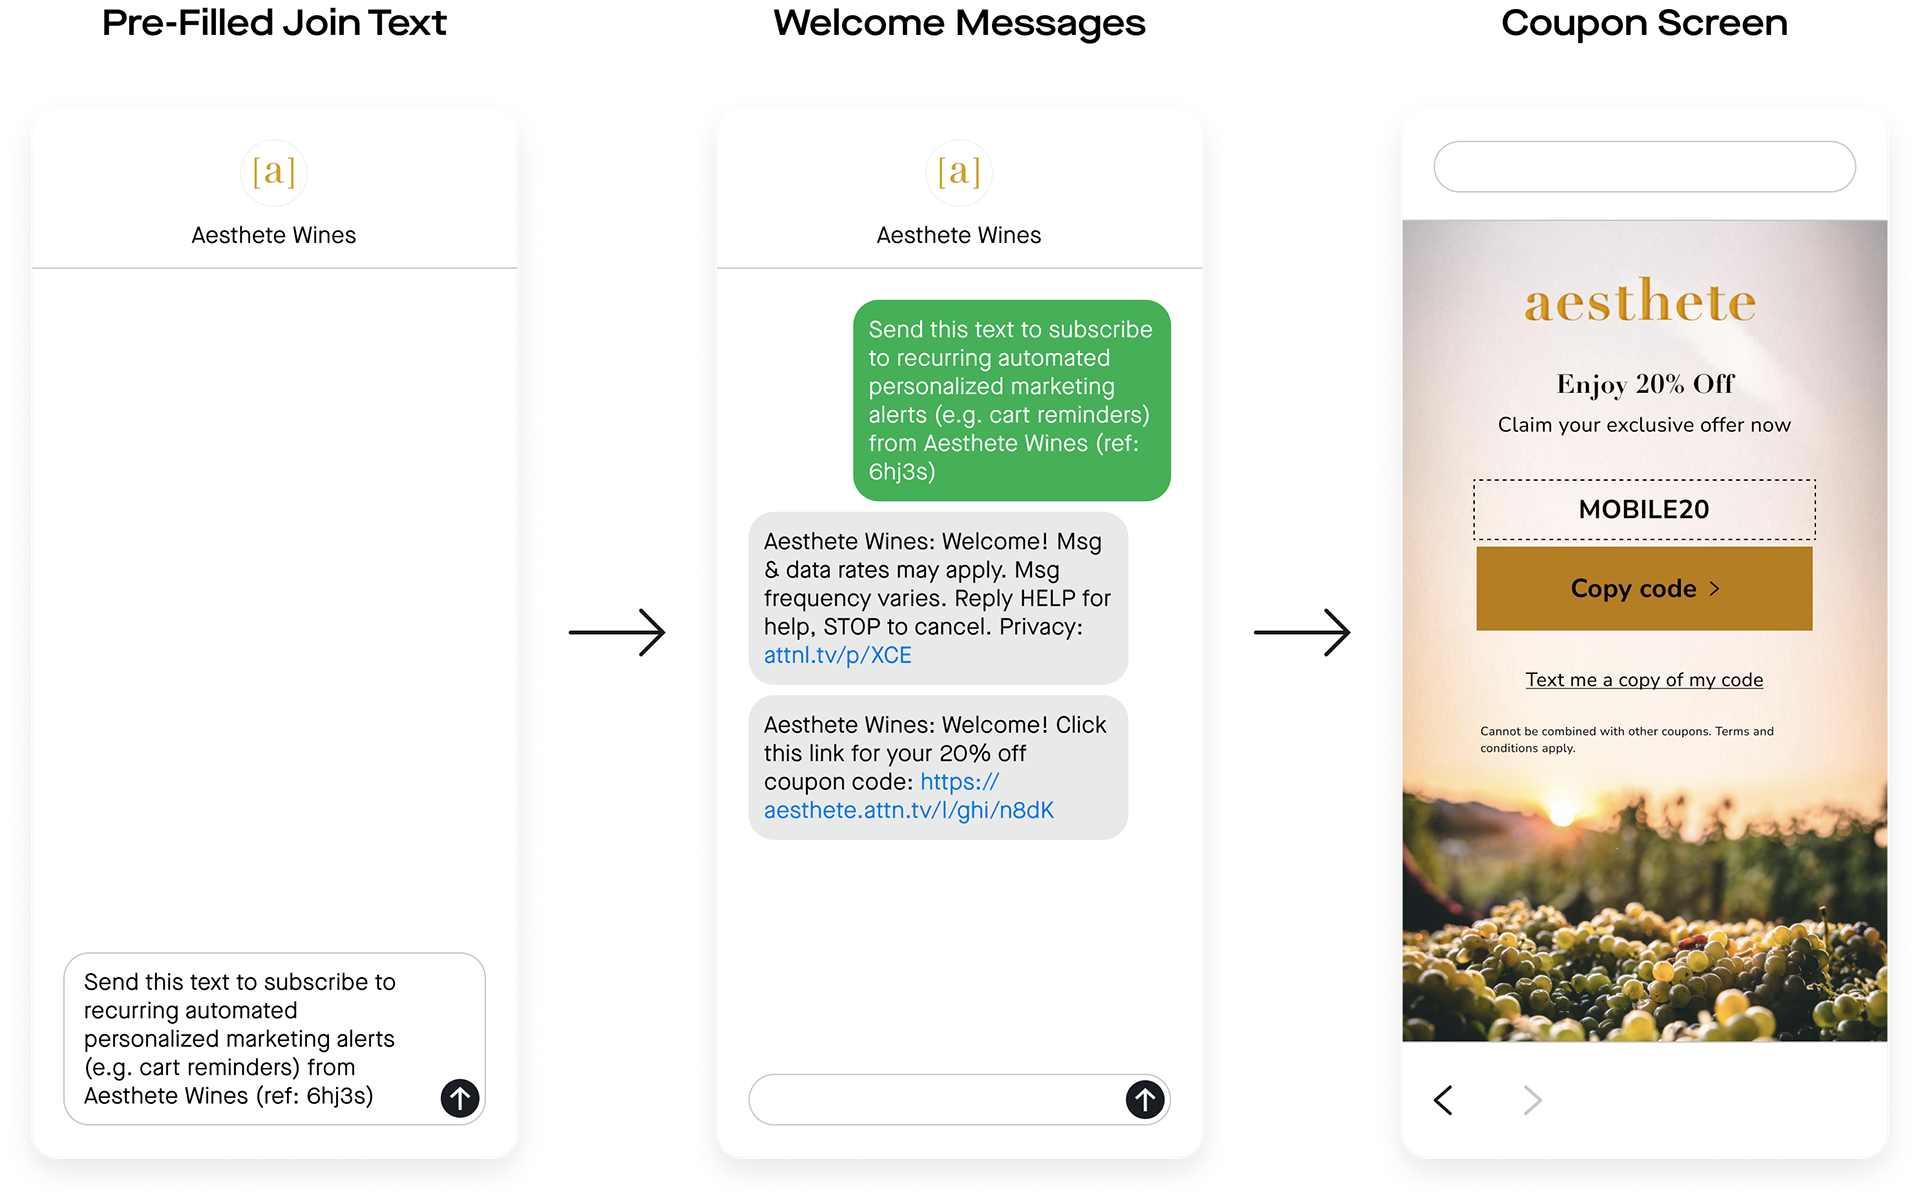 Pre-Filled Join Text
[a]
Aesthete Wines
Send this text to subscribe to
recurring automated
personalized marketing alerts
(e.g. cart reminders) from
Aesthete Wines (ref: 6hj3s)
Welcome Messages
[a]
Aesthete Wines
Send this text to subscribe
to recurring automated
personalized marketing
alerts (e.g. cart reminders)
from Aesthete Wines (ref:
6hj3s)
Aesthete Wines: Welcome! Msg
& data rates may apply. Msg
frequency varies. Reply HELP for
help, STOP to cancel. Privacy:
attnl.tv/p/XCE
Aesthete Wines: Welcome! Click
this link for your 20% off
coupon code: https://
aesthete.attn.tv/l/ghi/n8dK
Coupon Screen
aesthete
Enjoy 20% Off
Claim your exclusive offer now
MOBILE20
Copy code >
Text me a copy of my code
Cannot be combined with other coupons. Terms and
conditions apply.